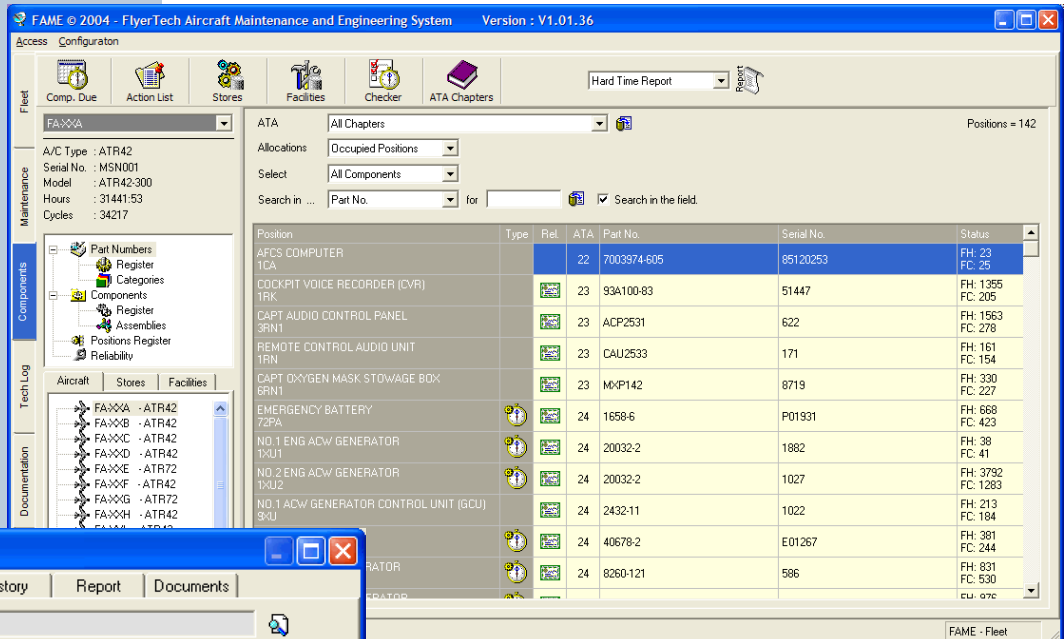 FAME © 2004 - FlyerTech Aircraft Maintenance and Engineering System Version : V1.01.36
Access Configuraton
Comp. Due Action List Stores Facilities Checker ATA Chapters Hard Time Report Report
Fleet
Maintenance
Components
Tech Log
Documentation
FA-XXA
A/C Type : ATR42
Serial No. : MSN001
Model : ATR42-300
Hours : 31441:53
Cycles : 34217
Part Numbers
Register
Categories
Components
Register
Assemblies
Positions Register
Reliability
Aircraft Stores Facilities
FA-XXA - ATR42
FA-XXB - ATR42
FA-XXC - ATR42
FA-XXD - ATR42
FA-XXE - ATR72
FA-XXF - ATR42
FA-XXG - ATR72
FA-XXH - ATR42
ATA All Chapters Positions = 142
Allocations Occupied Positions
Select All Components
Search in ... Part No. for Search in the field.
Position Type Rel. ATA Part No. Serial No. Status
AFCS COMPUTER
1CA 22 7003974-605 85120253 FH: 23
FC: 25
COCKPIT VOICE RECORDER (CVR)
1RK 23 93A100-83 51447 FH: 1355
FC: 205
CAPT AUDIO CONTROL PANEL
3RN1 23 ACP2531 622 FH: 1563
FC: 278
REMOTE CONTROL AUDIO UNIT
1RN 23 CAU2533 171 FH: 161
FC: 154
CAPT OXYGEN MASK STOWAGE BOX
6RN1 23 MXP142 8719 FH: 330
FC: 227
EMERGENCY BATTERY
72PA 24 1658-6 P01931 FH: 668
FC: 423
NO.1 ENG ACW GENERATOR
1XU1 24 20032-2 1882 FH: 38
FC: 41
NO.2 ENG ACW GENERATOR
1XU2 24 20032-2 1027 FH: 3792
FC: 1283
NO.1 ACW GENERATOR CONTROL UNIT (GCU)
9XU 24 2432-11 1022 FH: 213
FC: 184
24 40678-2 E01267 FH: 381
FC: 244
24 8260-121 586 FH: 831
FC: 530
Report Documents
FAME - Fleet